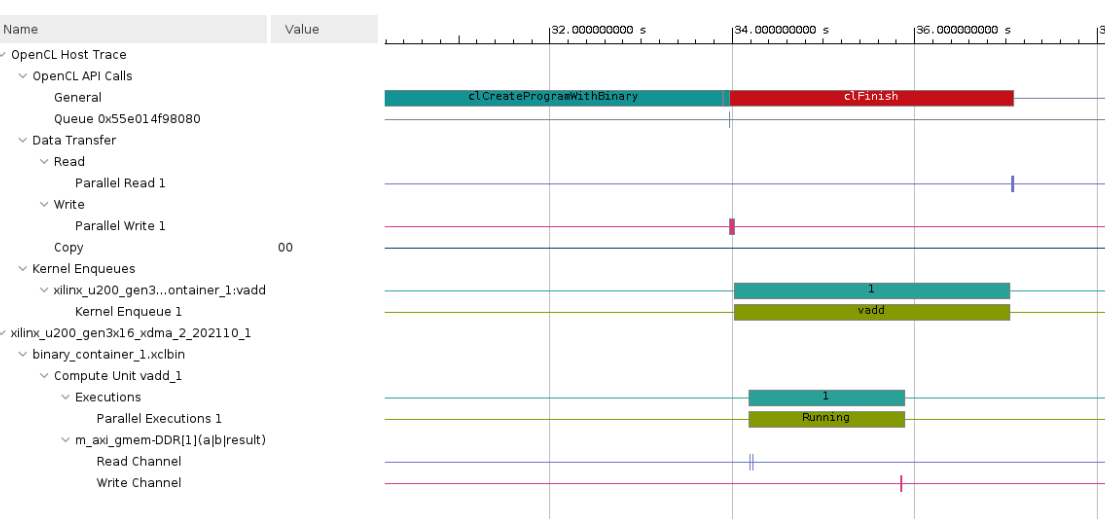 Name Value 32.000000000 s 34.000000000 s 36.000000000 s 3
OpenCL Host Trace
OpenCL API Calls
General clCreateProgramWithBinary clFinish
Queue 0x55e014f98080
Data Transfer
Read
Parallel Read 1
Write
Parallel Write 1
Copy 00
Kernel Enqueues
xilinx_u200_gen3...ontainer_1:vadd 1
Kernel Enqueue 1 vadd
xilinx_u200_gen3x16_xdma_2_202110_1
binary_container_1.xclbin
Compute Unit vadd_1
Executions 1
Parallel Executions 1 Running
m_axi_gmem-DDR[1](a|b|result)
Read Channel
Write Channel